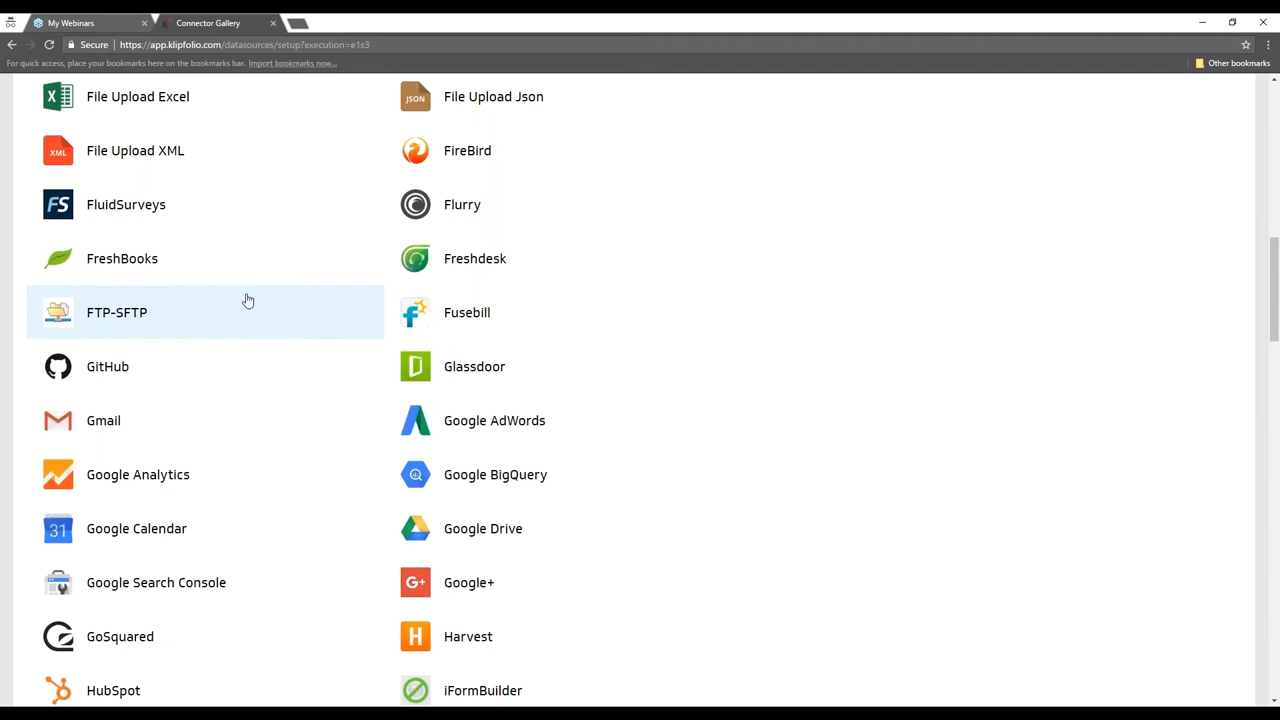 My Webinars
Connector Gallery
Secure
https://app.klipfolio.com/datasources/setup?execution=e1s3
For quick access, place your bookmarks here on the bookmarks bar. Import bookmarks now...
Other bookmarks
File Upload Excel
JSON
File Upload Json
XML
File Upload XML
FireBird
FS
FluidSurveys
Flurry
FreshBooks
Freshdesk
FTP-SFTP
f
Fusebill
GitHub
Glassdoor
Gmail
Google AdWords
Google Analytics
Google BigQuery
31
Google Calendar
Google Drive
Google Search Console
G+
Google+
GoSquared
H
Harvest
HubSpot
iFormBuilder